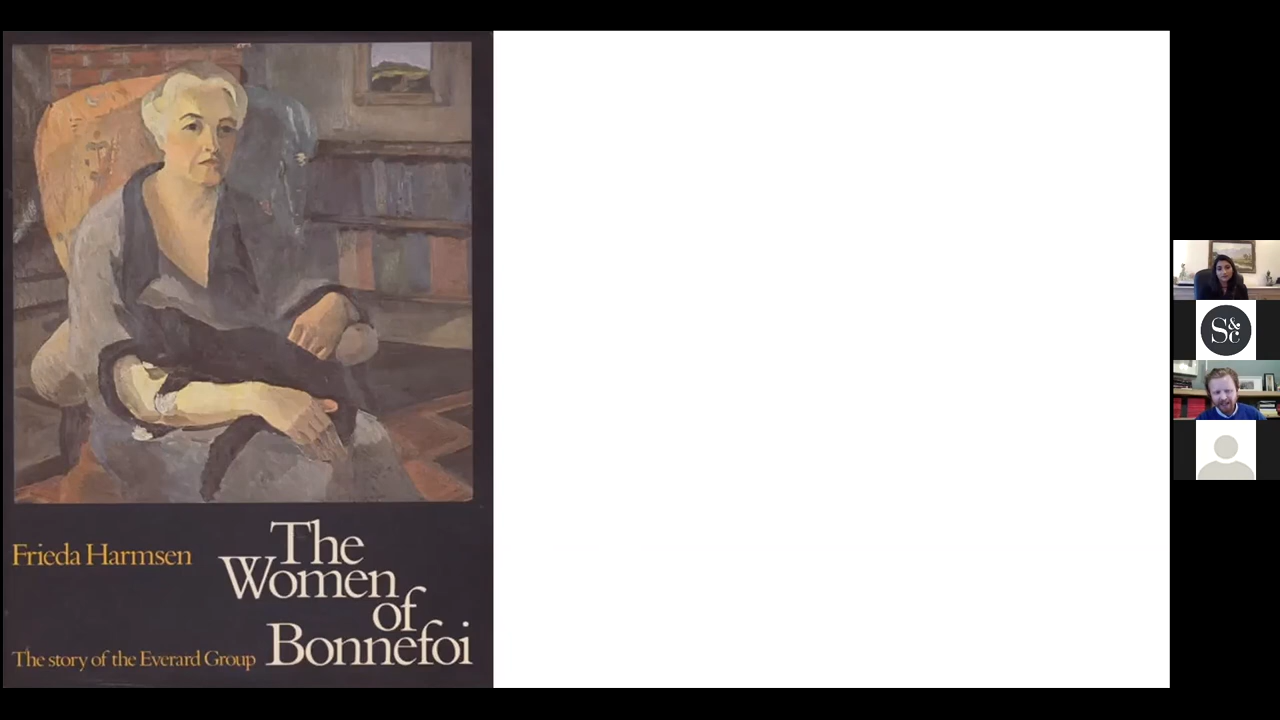 Frieda Harmsen
The
Women
of
Bonnefoi
The story of the Everard Group
S&c